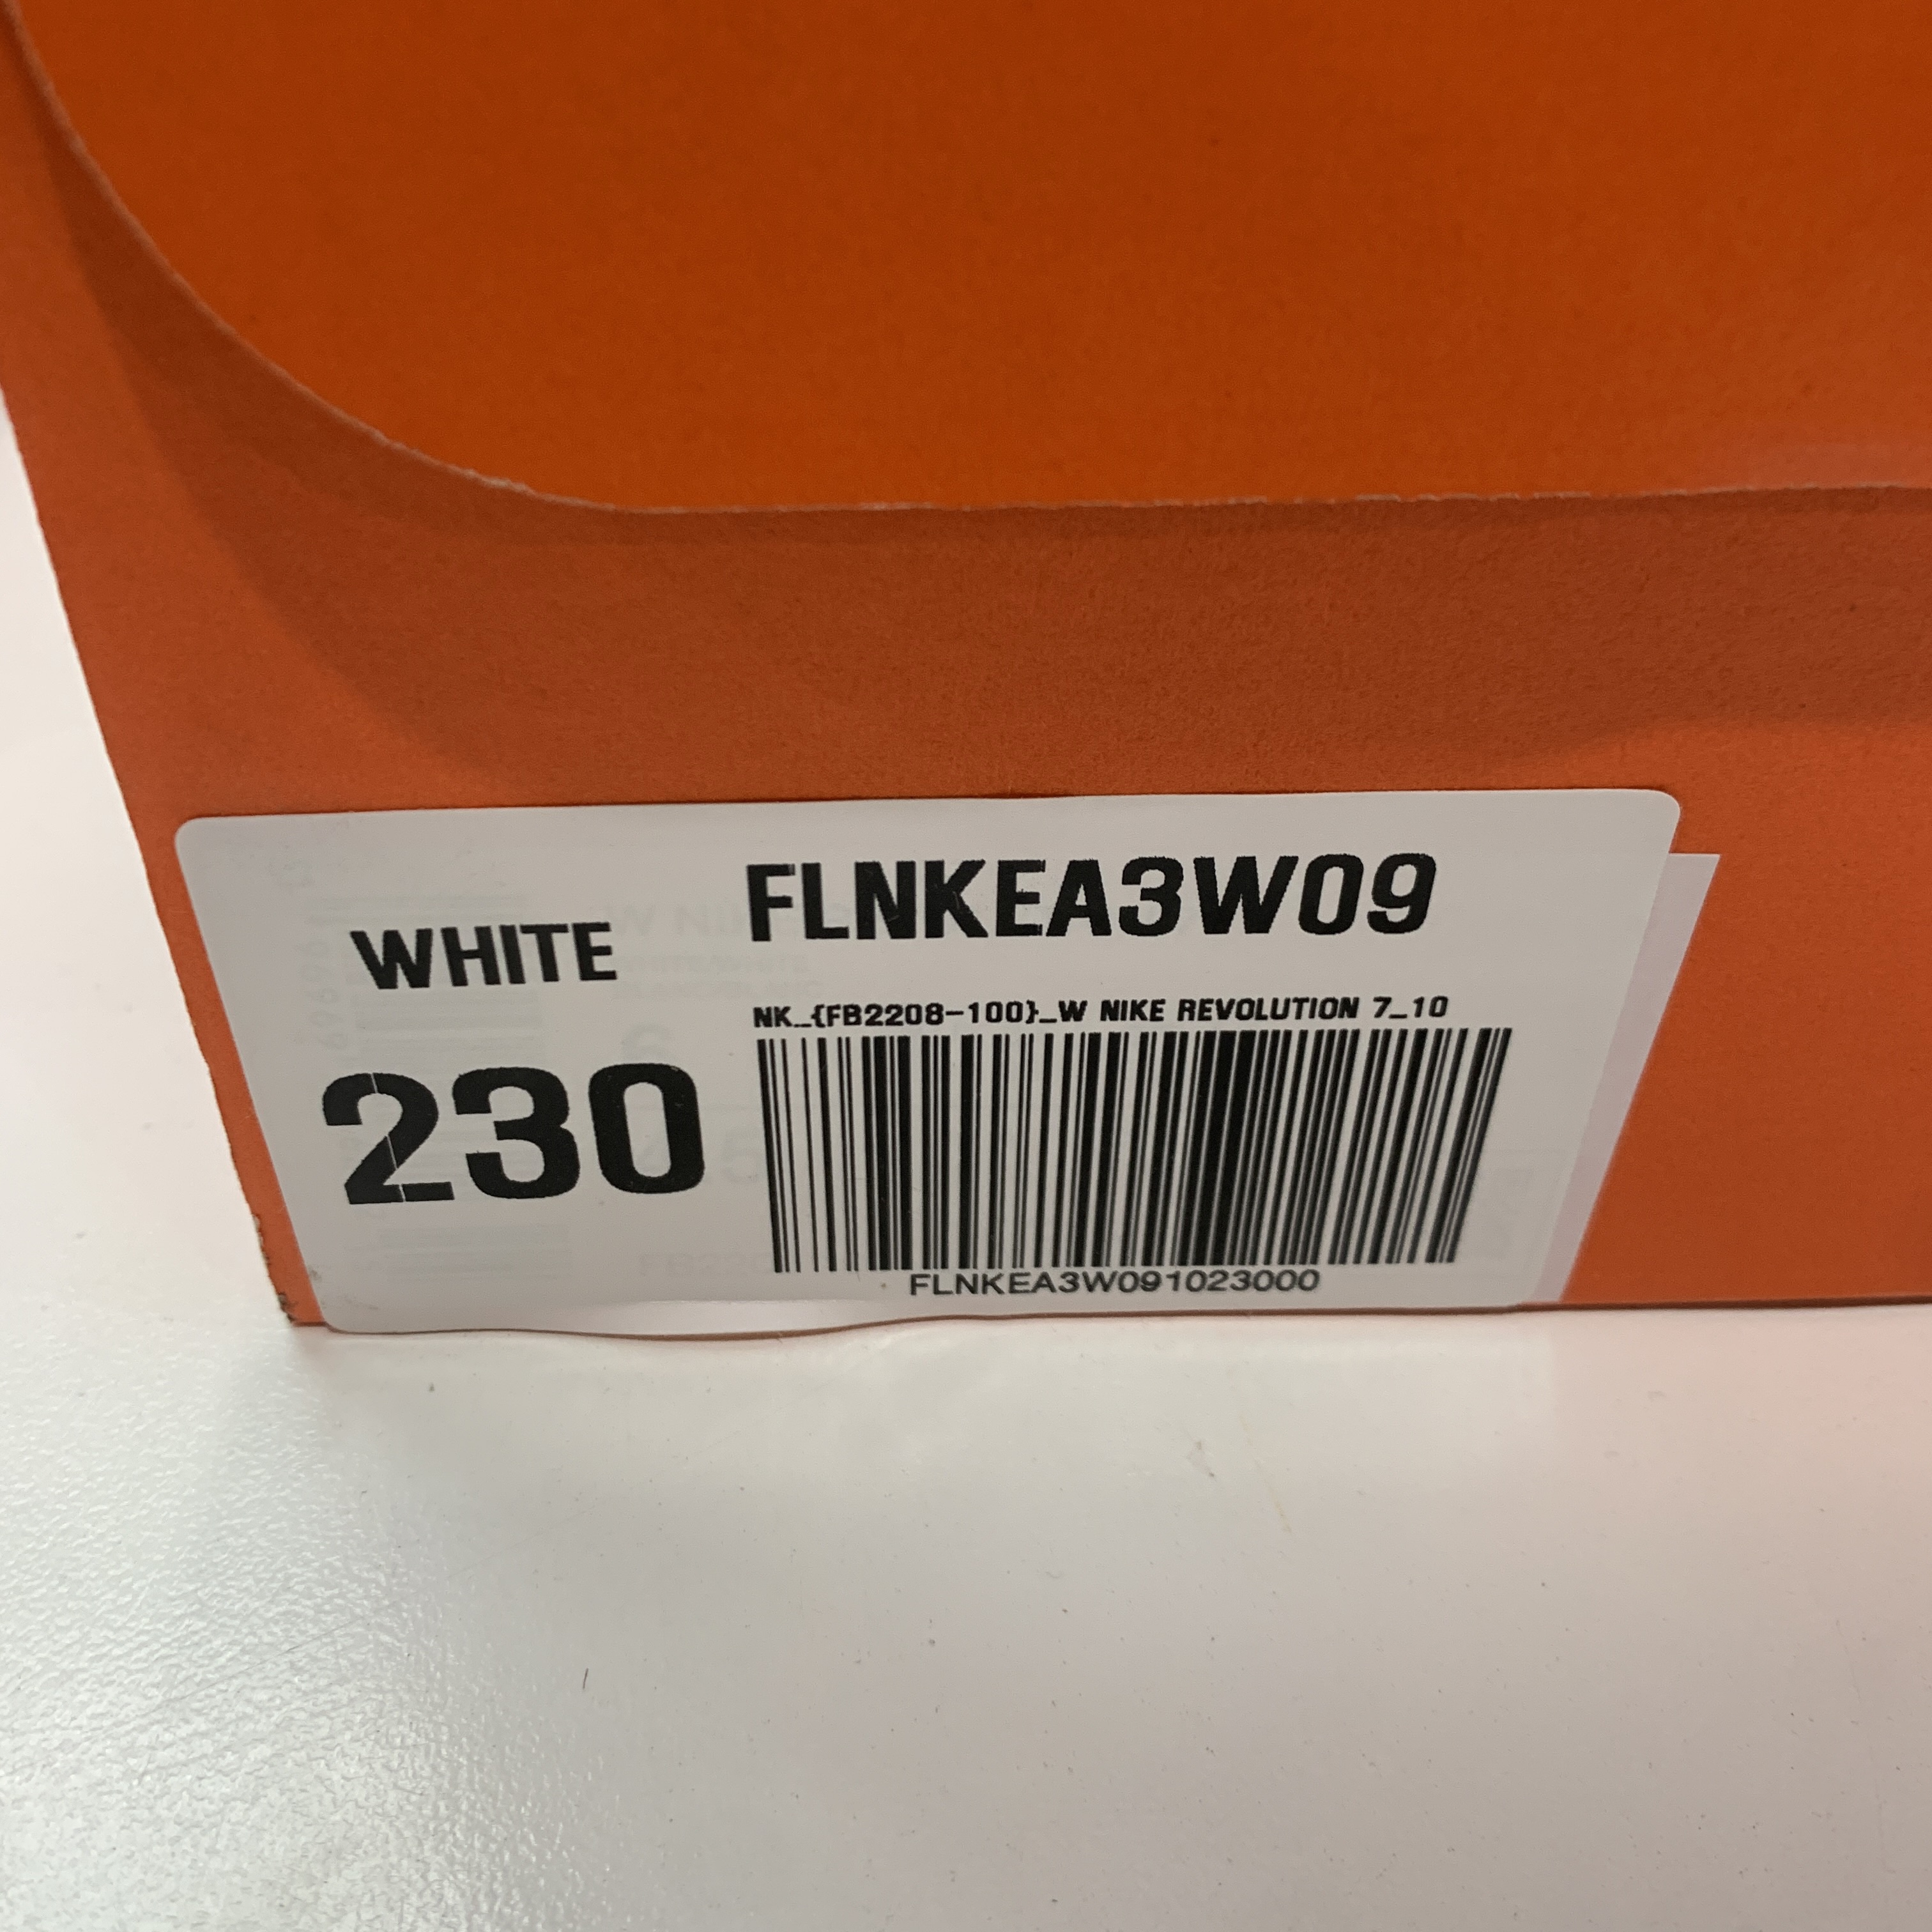 FLNKEA3W09
WHITE
NK_{FB2208-100}_W NIKE REVOLUTION 7_10
230
FLNKEA3W091023000